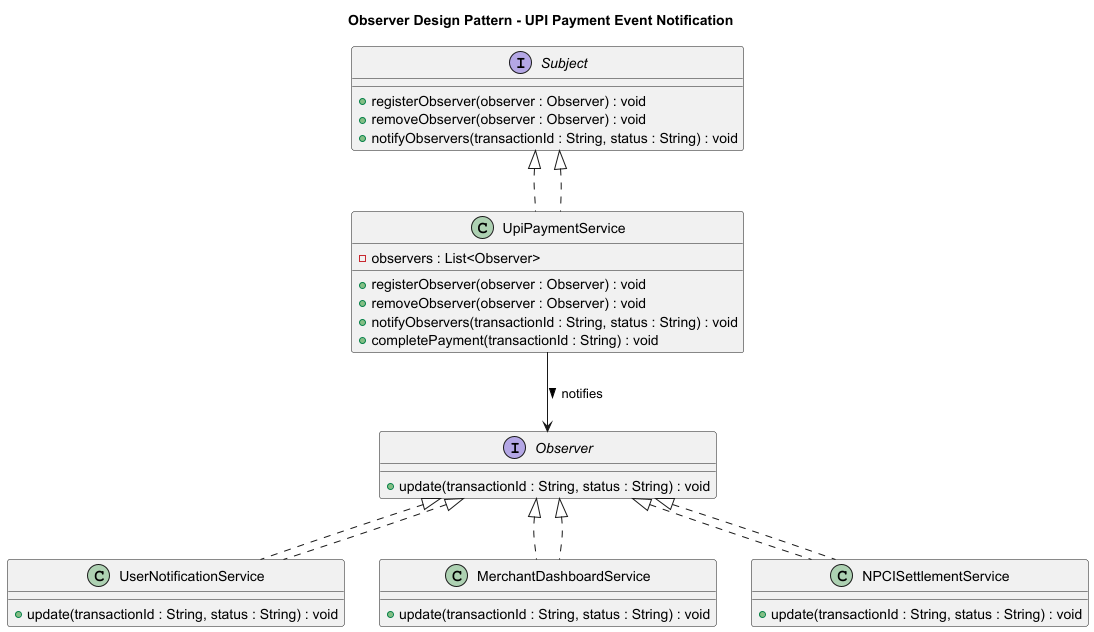 Observer Design Pattern - UPI Payment Event Notification
I Subject
registerObserver(observer : Observer) : void
removeObserver(observer : Observer) : void
notifyObservers(transactionId : String, status : String) : void
C UpiPaymentService
observers : List<Observer>
registerObserver(observer : Observer) : void
removeObserver(observer : Observer) : void
notifyObservers(transactionId : String, status : String) : void
completePayment(transactionId : String) : void
notifies
I Observer
update(transactionId : String, status : String) : void
C UserNotificationService
update(transactionId : String, status : String) : void
C MerchantDashboardService
update(transactionId : String, status : String) : void
C NPCISettlementService
update(transactionId : String, status : String) : void